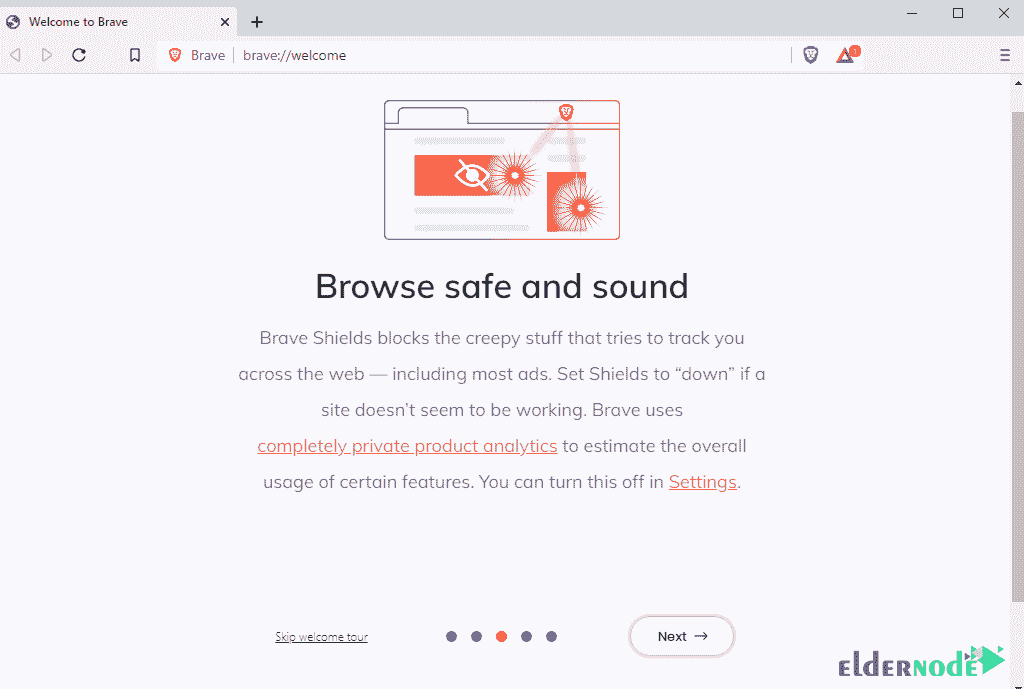 Welcome to Brave
Brave brave://welcome
1
Browse safe and sound
Brave Shields blocks the creepy stuff that tries to track you
across the web — including most ads. Set Shields to “down” if a
site doesn’t seem to be working. Brave uses
completely private product analytics to estimate the overall
usage of certain features. You can turn this off in Settings.
Skip welcome tour
Next →
elderNode